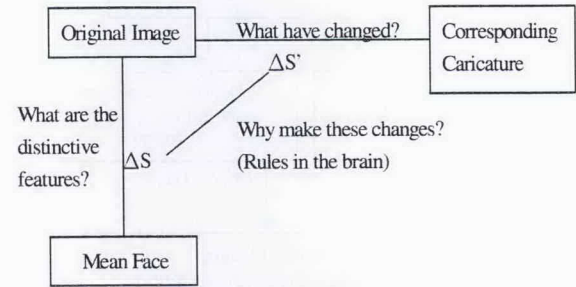 Original Image
What have changed?
Corresponding
Caricature
ΔS’
What are the
distinctive
features?
ΔS
Why make these changes?
(Rules in the brain)
Mean Face